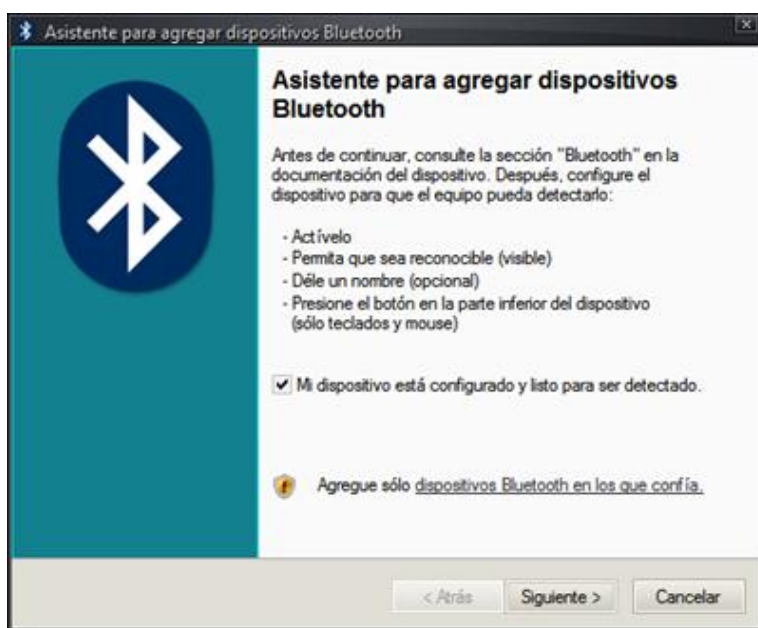 Asistente para agregar dispositivos Bluetooth
Asistente para agregar dispositivos
Bluetooth
Antes de continuar, consulte la sección "Bluetooth" en la
documentación del dispositivo. Después, configure el
dispositivo para que el equipo pueda detectarlo:
- Actívelo
- Permita que sea reconocible (visible)
- Déle un nombre (opcional)
- Presione el botón en la parte inferior del dispositivo
(sólo teclados y mouse)
Mi dispositivo está configurado y listo para ser detectado.
Agregue sólo dispositivos Bluetooth en los que confía.
< Atrás Siguiente > Cancelar